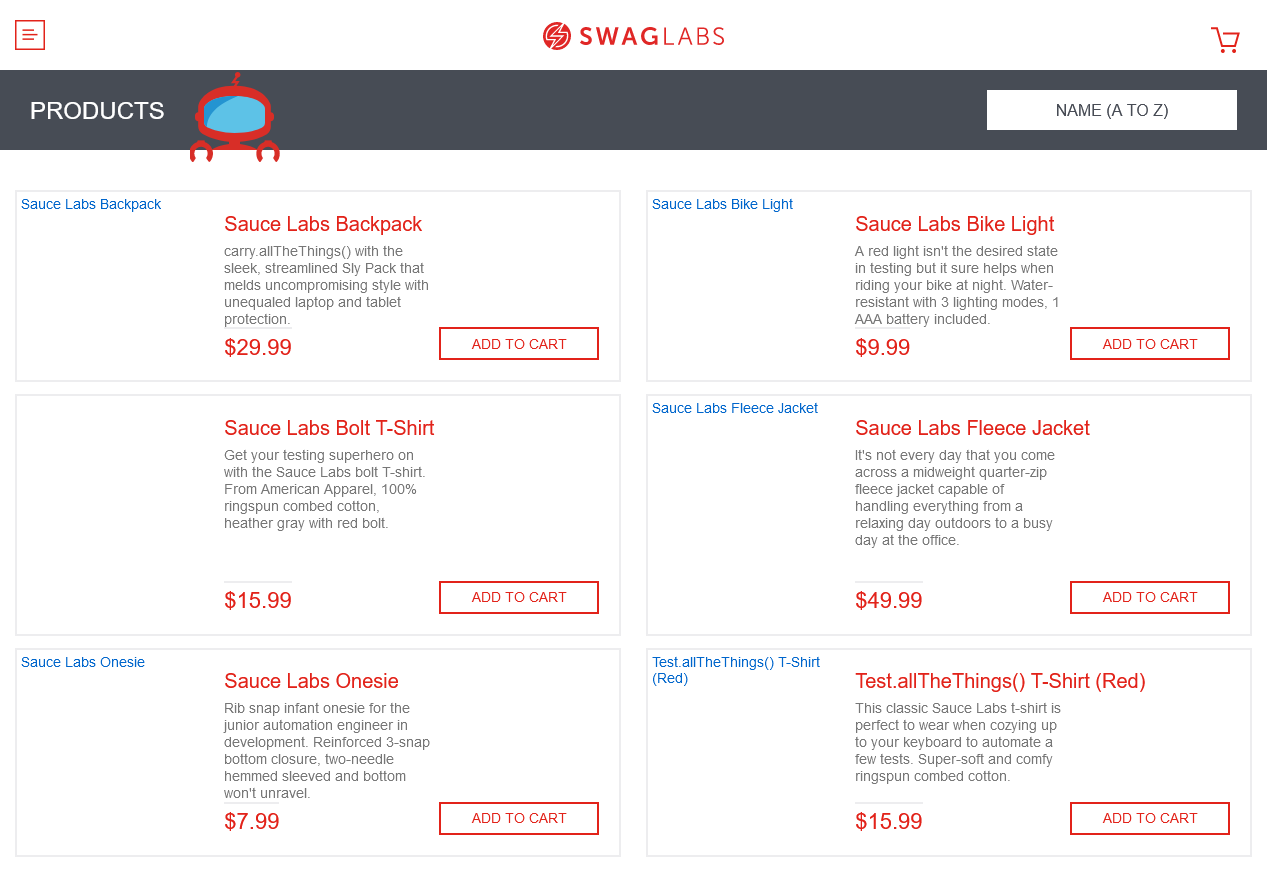 SWAGLABS
PRODUCTS
NAME (A TO Z)
Sauce Labs Backpack
Sauce Labs Backpack
carry.allTheThings() with the
sleek, streamlined Sly Pack that
melds uncompromising style with
unequaled laptop and tablet
protection.
$29.99
ADD TO CART
Sauce Labs Bike Light
Sauce Labs Bike Light
A red light isn't the desired state
in testing but it sure helps when
riding your bike at night. Water-
resistant with 3 lighting modes, 1
AAA battery included.
$9.99
ADD TO CART
Sauce Labs Bolt T-Shirt
Get your testing superhero on
with the Sauce Labs bolt T-shirt.
From American Apparel, 100%
ringspun combed cotton,
heather gray with red bolt.
$15.99
ADD TO CART
Sauce Labs Fleece Jacket
Sauce Labs Fleece Jacket
It's not every day that you come
across a midweight quarter-zip
fleece jacket capable of
handling everything from a
relaxing day outdoors to a busy
day at the office.
$49.99
ADD TO CART
Sauce Labs Onesie
Sauce Labs Onesie
Rib snap infant onesie for the
junior automation engineer in
development. Reinforced 3-snap
bottom closure, two-needle
hemmed sleeved and bottom
won't unravel.
$7.99
ADD TO CART
Test.allTheThings() T-Shirt
(Red)
Test.allTheThings() T-Shirt (Red)
This classic Sauce Labs t-shirt is
perfect to wear when cozying up
to your keyboard to automate a
few tests. Super-soft and comfy
ringspun combed cotton.
$15.99
ADD TO CART